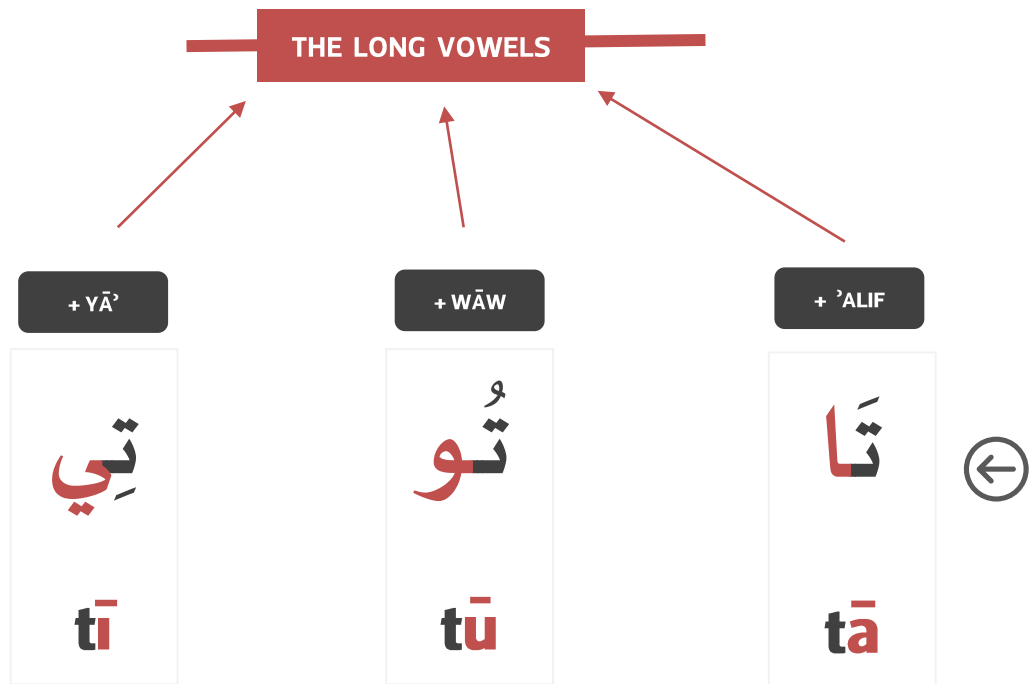 THE LONG VOWELS
+ YĀʾ
+ WĀW
+ ʾALIF
تِي
تُو
تَا
tī
tū
tā